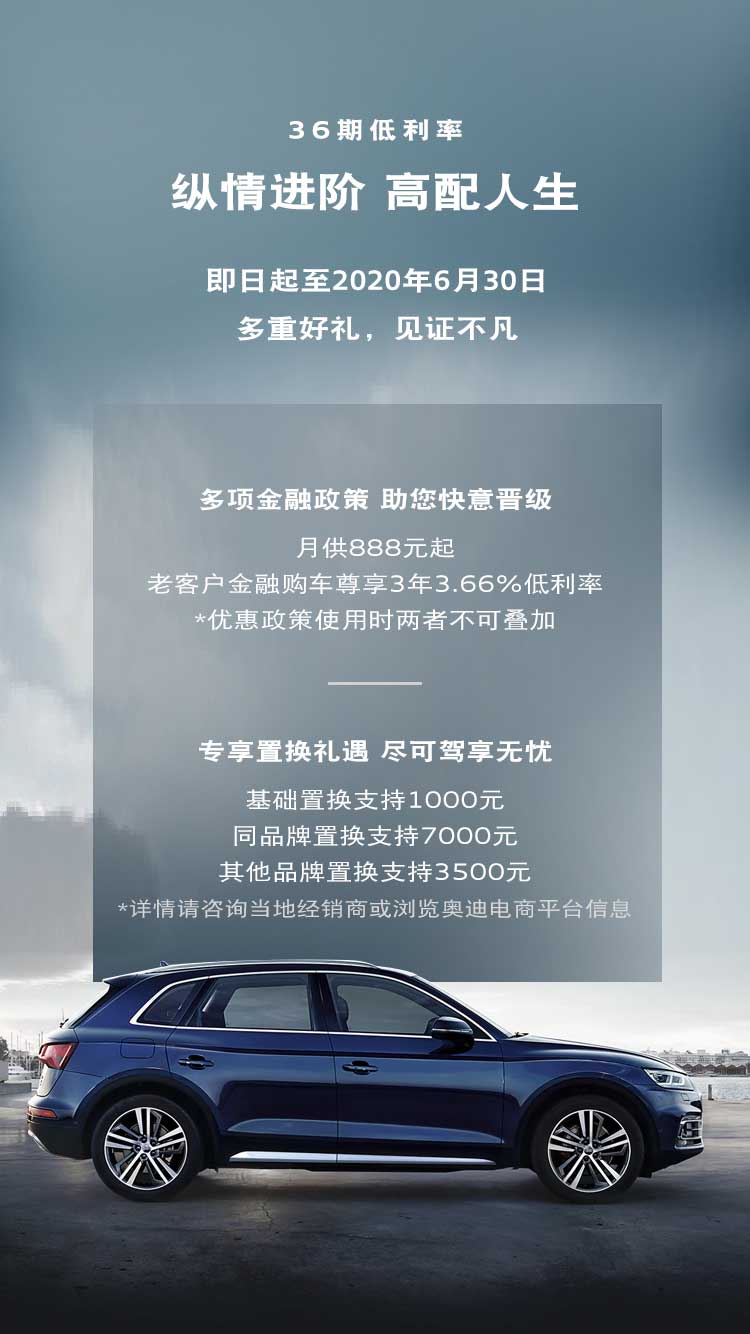 36期低利率
纵情进阶 高配人生
即日起至2020年6月30日
多重好礼，见证不凡
多项金融政策 助您快意晋级
月供888元起
老客户金融购车尊享3年3.66%低利率
*优惠政策使用时两者不可叠加
专享置换礼遇 尽可驾享无忧
基础置换支持1000元
同品牌置换支持7000元
其他品牌置换支持3500元
*详情请咨询当地经销商或浏览奥迪电商平台信息